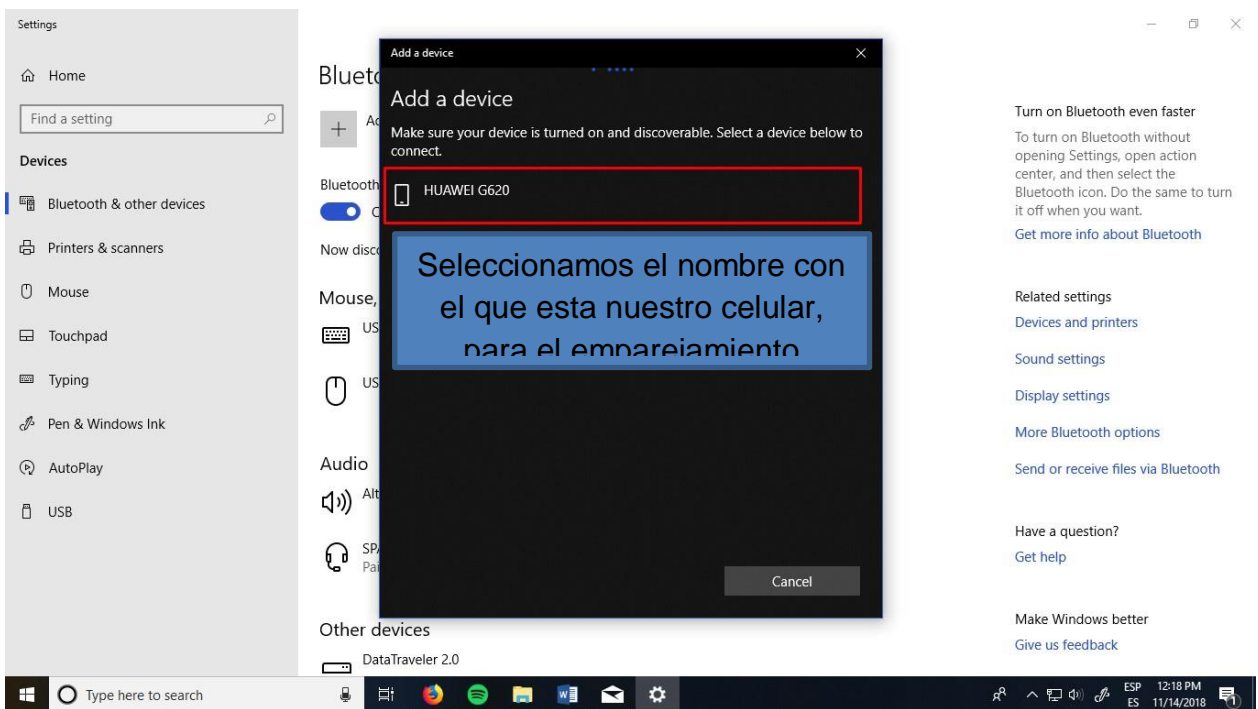 Settings
Home
Find a setting
Devices
Bluetooth & other devices
Printers & scanners
Mouse
Touchpad
Typing
Pen & Windows Ink
AutoPlay
USB
Bluetooth
Now
Mouse,
Audio
Other devices
DataTraveler 2.0
Add a device
Add a device
Make sure your device is turned on and discoverable. Select a device below to
connect.
HUAWEI G620
Seleccionamos el nombre con
el que esta nuestro celular,
para el emparejamiento
Cancel
Turn on Bluetooth even faster
To turn on Bluetooth without
opening Settings, open action
center, and then select the
Bluetooth icon. Do the same to turn
it off when you want.
Get more info about Bluetooth
Related settings
Devices and printers
Sound settings
Display settings
More Bluetooth options
Send or receive files via Bluetooth
Have a question?
Get help
Make Windows better
Give us feedback
Type here to search
ESP
ES
12:18 PM
11/14/2018